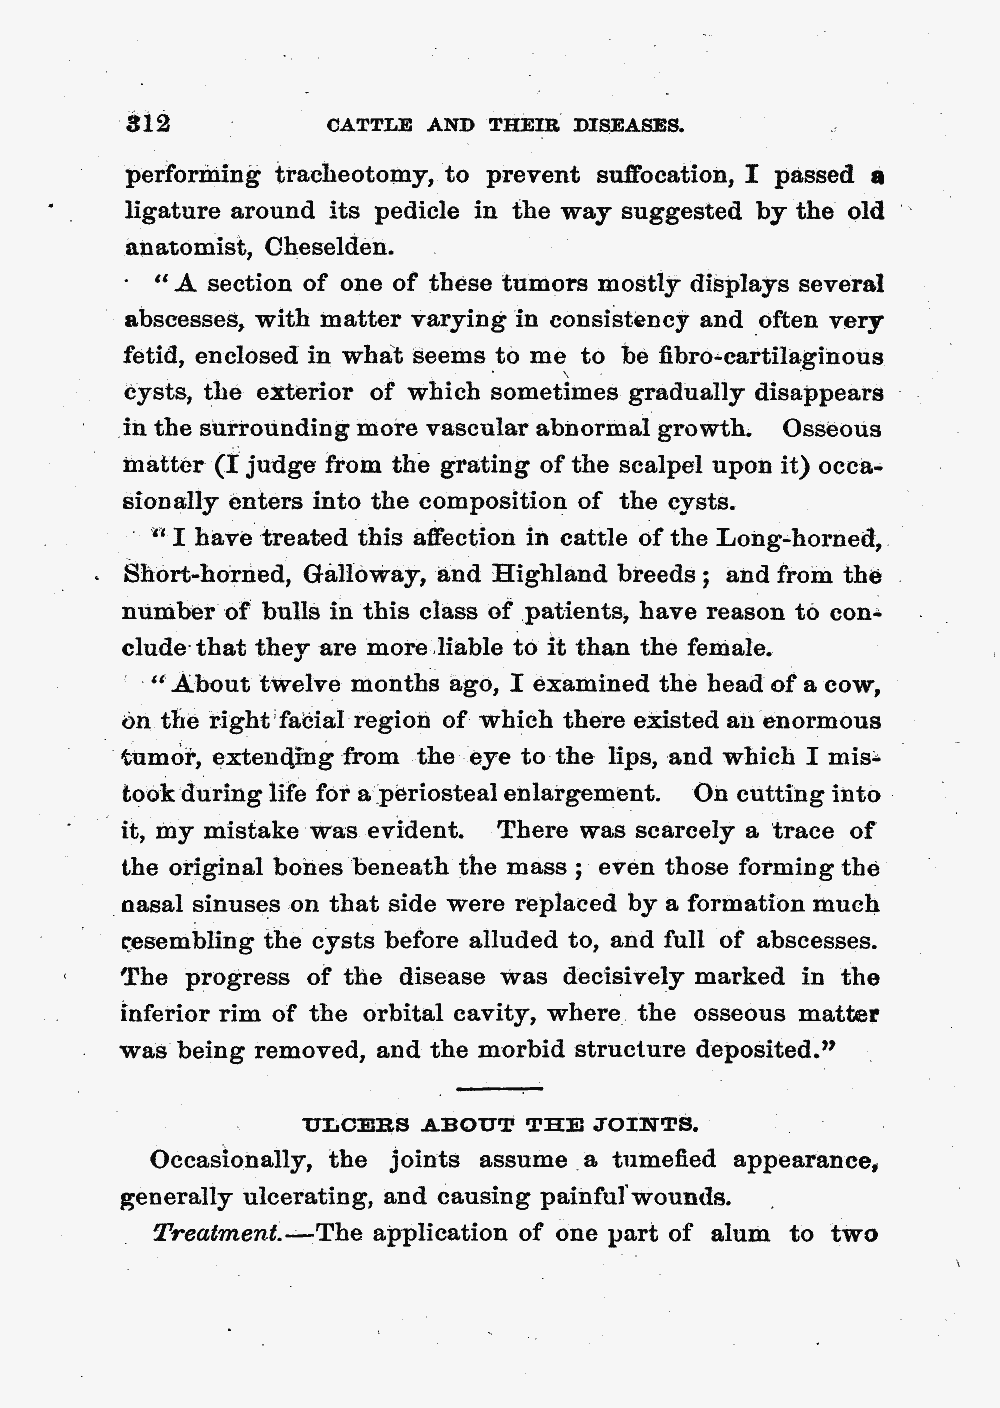 312 CATTLE AND THEIR DISEASES.
performing tracheotomy, to prevent suffocation, I passed a
ligature around its pedicle in the way suggested by the old
anatomist, Cheselden.
“A section of one of these tumors mostly displays several
abscesses, with matter varying in consistency and often very
fetid, enclosed in what seems to me to be fibro-cartilaginous
cysts, the exterior of which sometimes gradually disappears
in the surrounding more vascular abnormal growth. Osseous
matter (I judge from the grating of the scalpel upon it) occa-
sionally enters into the composition of the cysts.
“I have treated this affection in cattle of the Long-horned,
Short-horned, Galloway, and Highland breeds; and from the
number of bulls in this class of patients, have reason to con-
clude that they are more liable to it than the female.
“About twelve months ago, I examined the head of a cow,
on the right facial region of which there existed an enormous
tumor, extending from the eye to the lips, and which I mis-
took during life for a periosteal enlargement. On cutting into
it, my mistake was evident. There was scarcely a trace of
the original bones beneath the mass; even those forming the
nasal sinuses on that side were replaced by a formation much
resembling the cysts before alluded to, and full of abscesses.
The progress of the disease was decisively marked in the
inferior rim of the orbital cavity, where the osseous matter
was being removed, and the morbid structure deposited.”
ULCERS ABOUT THE JOINTS.
Occasionally, the joints assume a tumefied appearance,
generally ulcerating, and causing painful wounds.
Treatment.—The application of one part of alum to two